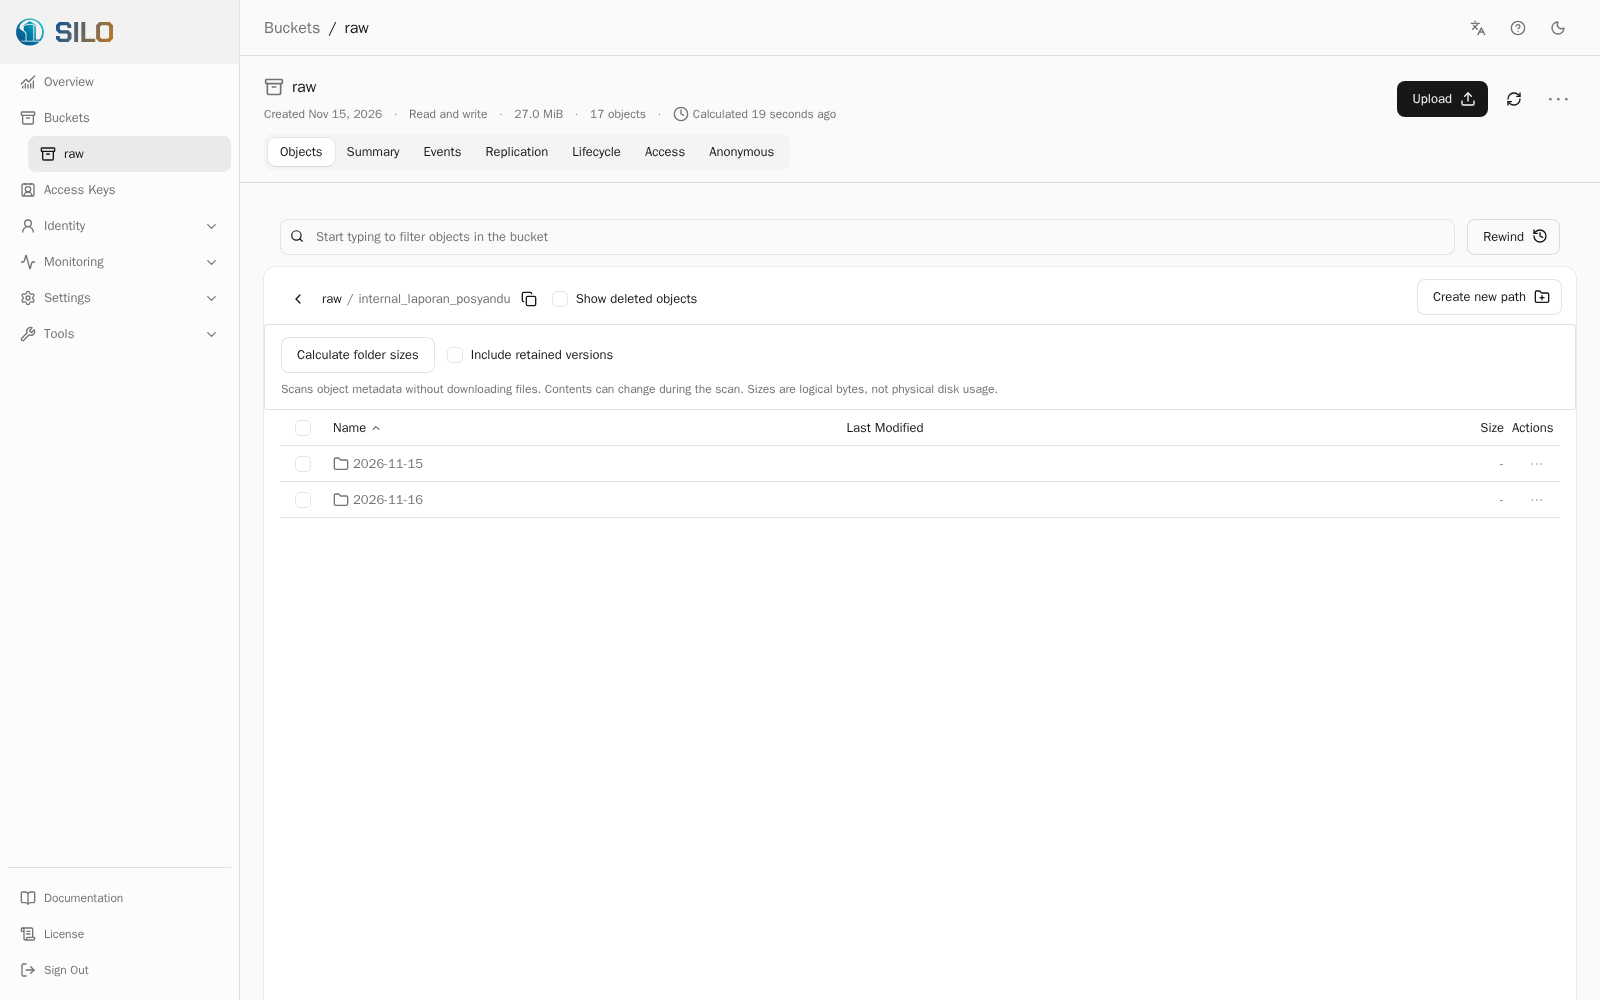 SILO
Overview
Buckets
raw
Access Keys
Identity
Monitoring
Settings
Tools
Documentation
License
Sign Out
Buckets / raw
raw
Created Nov 15, 2026 · Read and write · 27.0 MiB · 17 objects · Calculated 19 seconds ago
Upload
Objects Summary Events Replication Lifecycle Access Anonymous
Start typing to filter objects in the bucket
Rewind
raw / internal_laporan_posyandu
Show deleted objects
Create new path
Calculate folder sizes
Include retained versions
Scans object metadata without downloading files. Contents can change during the scan. Sizes are logical bytes, not physical disk usage.
Name Last Modified Size Actions
2026-11-15 - ...
2026-11-16 - ...